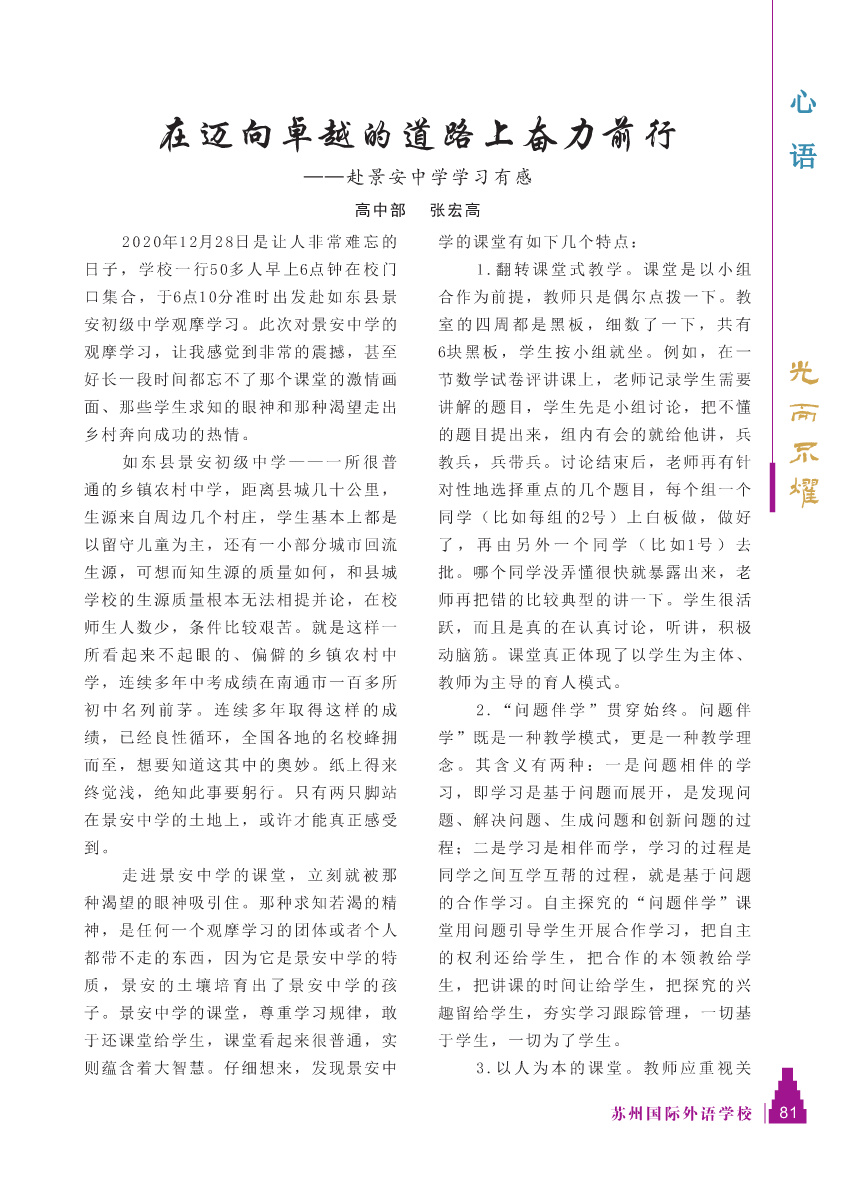 在迈向卓越的道路上奋力前行
——赴景安中学学习有感
高中部 张宏高
2020年12月28日是让人非常难忘的
日子，学校一行50多人早上6点钟在校门
口集合，于6点10分准时出发赴如东县景
安初级中学观摩学习。此次对景安中学的
观摩学习，让我感觉到非常的震撼，甚至
好长一段时间都忘不了那个课堂的激情画
面、那些学生求知的眼神和那种渴望走出
乡村奔向成功的热情。
如东县景安初级中学——一所很普
通的乡镇农村中学，距离县城几十公里，
生源来自周边几个村庄，学生基本上都是
以留守儿童为主，还有一小部分城市回流
生源，可想而知生源的质量如何，和县城
学校的生源质量根本无法相提并论，在校
师生人数少，条件比较艰苦。就是这样一
所看起来不起眼的、偏僻的乡镇农村中
学，连续多年中考成绩在南通市一百多所
初中名列前茅。连续多年取得这样的成
绩，已经良性循环，全国各地的名校蜂拥
而至，想要知道这其中的奥妙。纸上得来
终觉浅，绝知此事要躬行。只有两只脚站
在景安中学的土地上，或许才能真正感受
到。
走进景安中学的课堂，立刻就被那
种渴望的眼神吸引住。那种求知若渴的精
神，是任何一个观摩学习的团体或者个人
都带不走的东西，因为它是景安中学的特
质，景安的土壤培育出了景安中学的孩
子。景安中学的课堂，尊重学习规律，敢
于还课堂给学生，课堂看起来很普通，实
则蕴含着大智慧。仔细想来，发现景安中
学的课堂有如下几个特点：
1.翻转课堂式教学。课堂是以小组
合作为前提，教师只是偶尔点拨一下。教
室的四周都是黑板，细数了一下，共有
6块黑板，学生按小组就坐。例如，在一
节数学试卷评讲课上，老师记录学生需要
讲解的题目，学生先是小组讨论，把不懂
的题目提出来，组内有会的就给他讲，兵
教兵，兵带兵。讨论结束后，老师再有针
对性地选择重点的几个题目，每个组一个
同学（比如每组的2号）上白板做，做好
了，再由另外一个同学（比如1号）去
批。哪个同学没弄懂很快就暴露出来，老
师再把错的比较典型的讲一下。学生很活
跃，而且是真的在认真讨论，听讲，积极
动脑筋。课堂真正体现了以学生为主体、
教师为主导的育人模式。
2.“问题伴学”贯穿始终。问题伴
学”既是一种教学模式，更是一种教学理
念。其含义有两种：一是问题相伴的学
习，即学习是基于问题而展开，是发现问
题、解决问题、生成问题和创新问题的过
程；二是学习是相伴而学，学习的过程是
同学之间互学互帮的过程，就是基于问题
的合作学习。自主探究的“问题伴学”课
堂用问题引导学生开展合作学习，把自主
的权利还给学生，把合作的本领教给学
生，把讲课的时间让给学生，把探究的兴
趣留给学生，夯实学习跟踪管理，一切基
于学生，一切为了学生。
3.以人为本的课堂。教师应重视关
心语
光而不耀
苏州国际外语学校 81